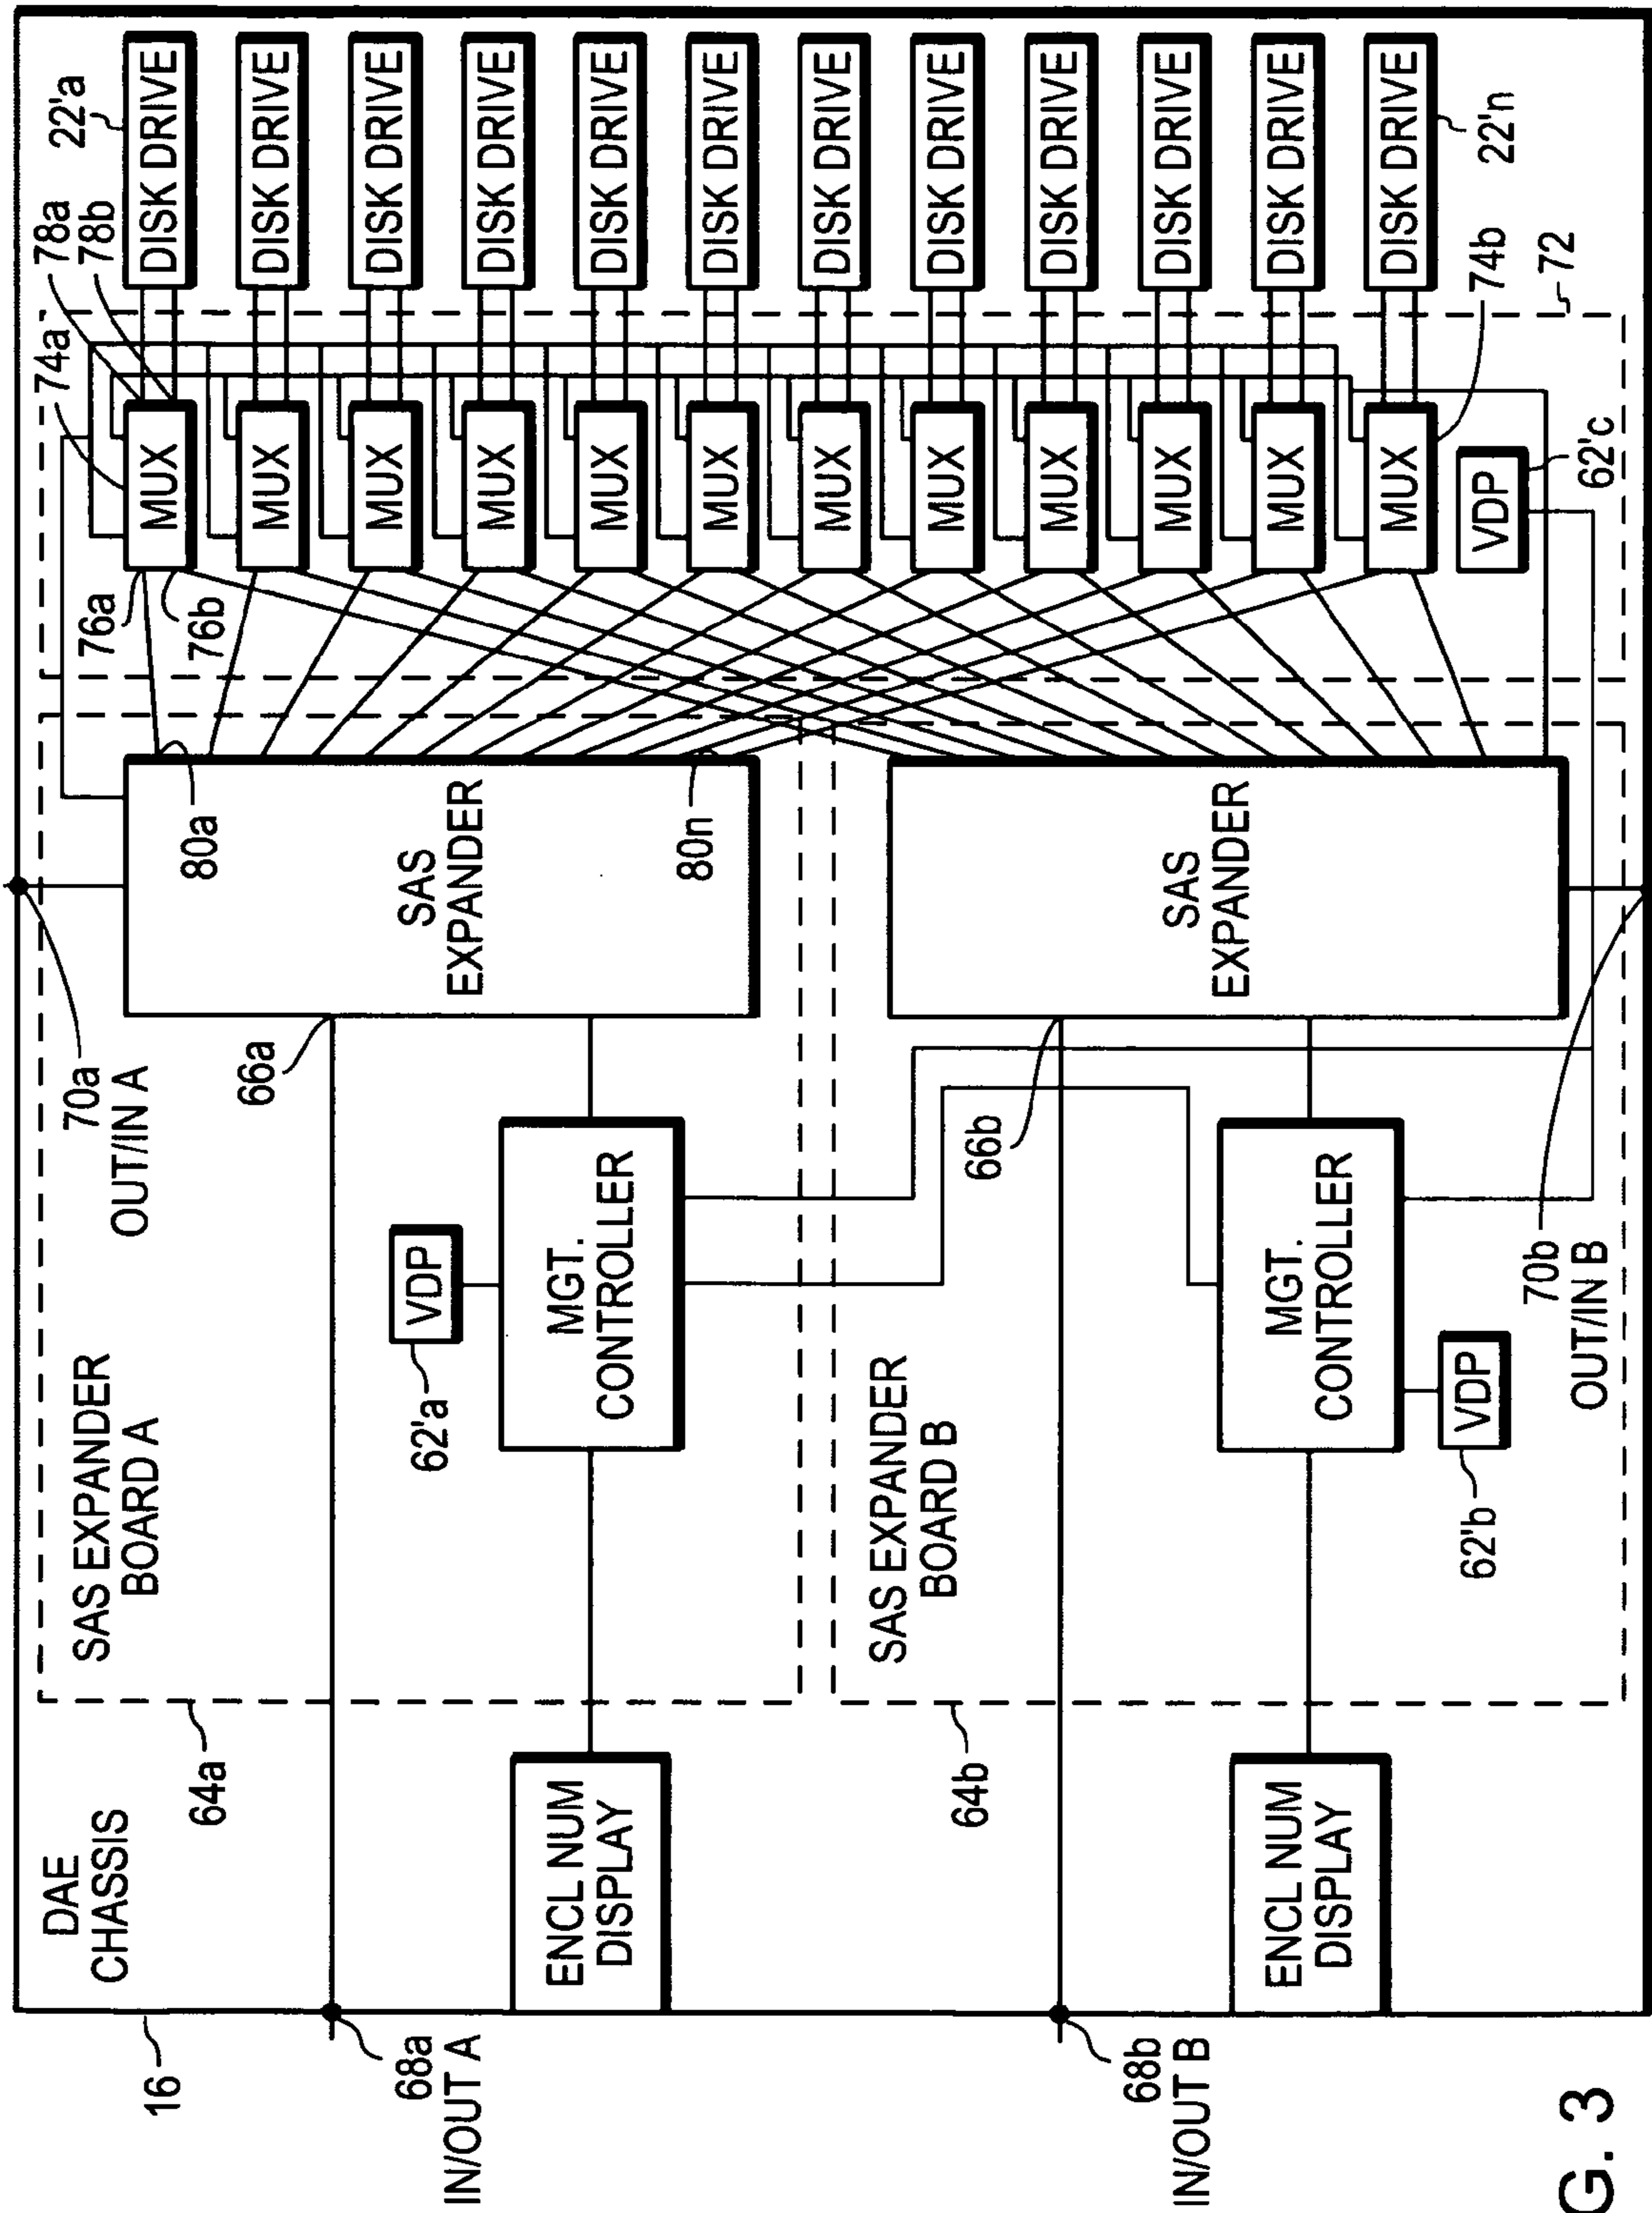 DAE
CHASSIS
16
64a
SAS EXPANDER
BOARD A
70a
OUT/IN A
76a
76b
74a
78a
78b
22'a
MUX
DISK DRIVE
80a
66a
68a
IN/OUT A
62'a
VDP
SAS
EXPANDER
MUX
DISK DRIVE
MUX
DISK DRIVE
MUX
DISK DRIVE
ENCL NUM
DISPLAY
MGT.
CONTROLLER
MUX
DISK DRIVE
80n
MUX
DISK DRIVE
MUX
DISK DRIVE
64b
SAS EXPANDER
BOARD B
66b
MUX
DISK DRIVE
68b
IN/OUT B
SAS
EXPANDER
MUX
DISK DRIVE
MUX
DISK DRIVE
ENCL NUM
DISPLAY
MGT.
CONTROLLER
MUX
DISK DRIVE
MUX
DISK DRIVE
62'b
VDP
VDP
74b
22'n
70b
OUT/IN B
62'c
72
G. 3